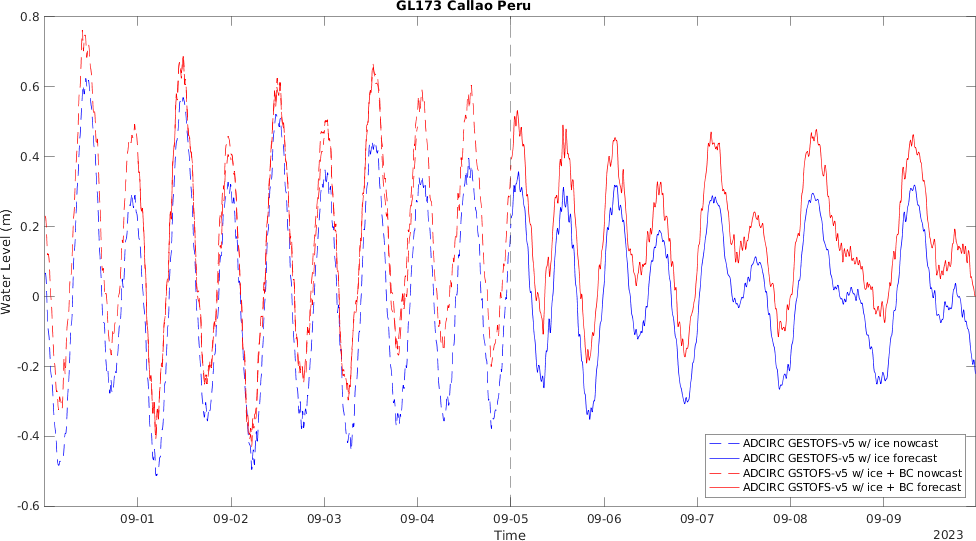 GL173 Callao Peru
0.8
0.6
0.4
0.2
0
-0.2
-0.4
-0.6
Water Level (m)
ADCIRC GESTOFS-v5 w/ ice nowcast
ADCIRC GESTOFS-v5 w/ ice forecast
ADCIRC GSTOFS-v5 w/ ice + BC nowcast
ADCIRC GSTOFS-v5 w/ ice + BC forecast
09-01 09-02 09-03 09-04 09-05 09-06 09-07 09-08 09-09
Time
2023